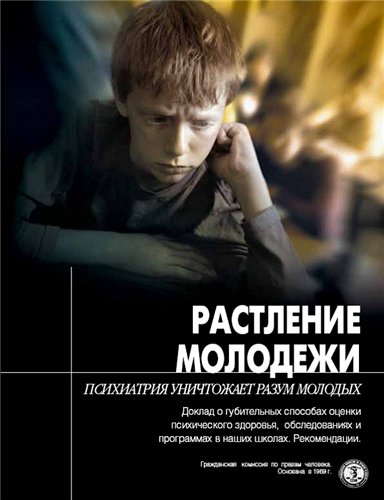 РАСТЛЕНИЕ
МОЛОДЕЖИ
ПСИХИАТРИЯ УНИЧТОЖАЕТ РАЗУМ МОЛОДЫХ
Доклад о губительных способах оценки
психического здоровья, обследованиях и
программах в наших школах. Рекомендации.
Гражданская комиссия по правам человека.
Основана в 1969 г.